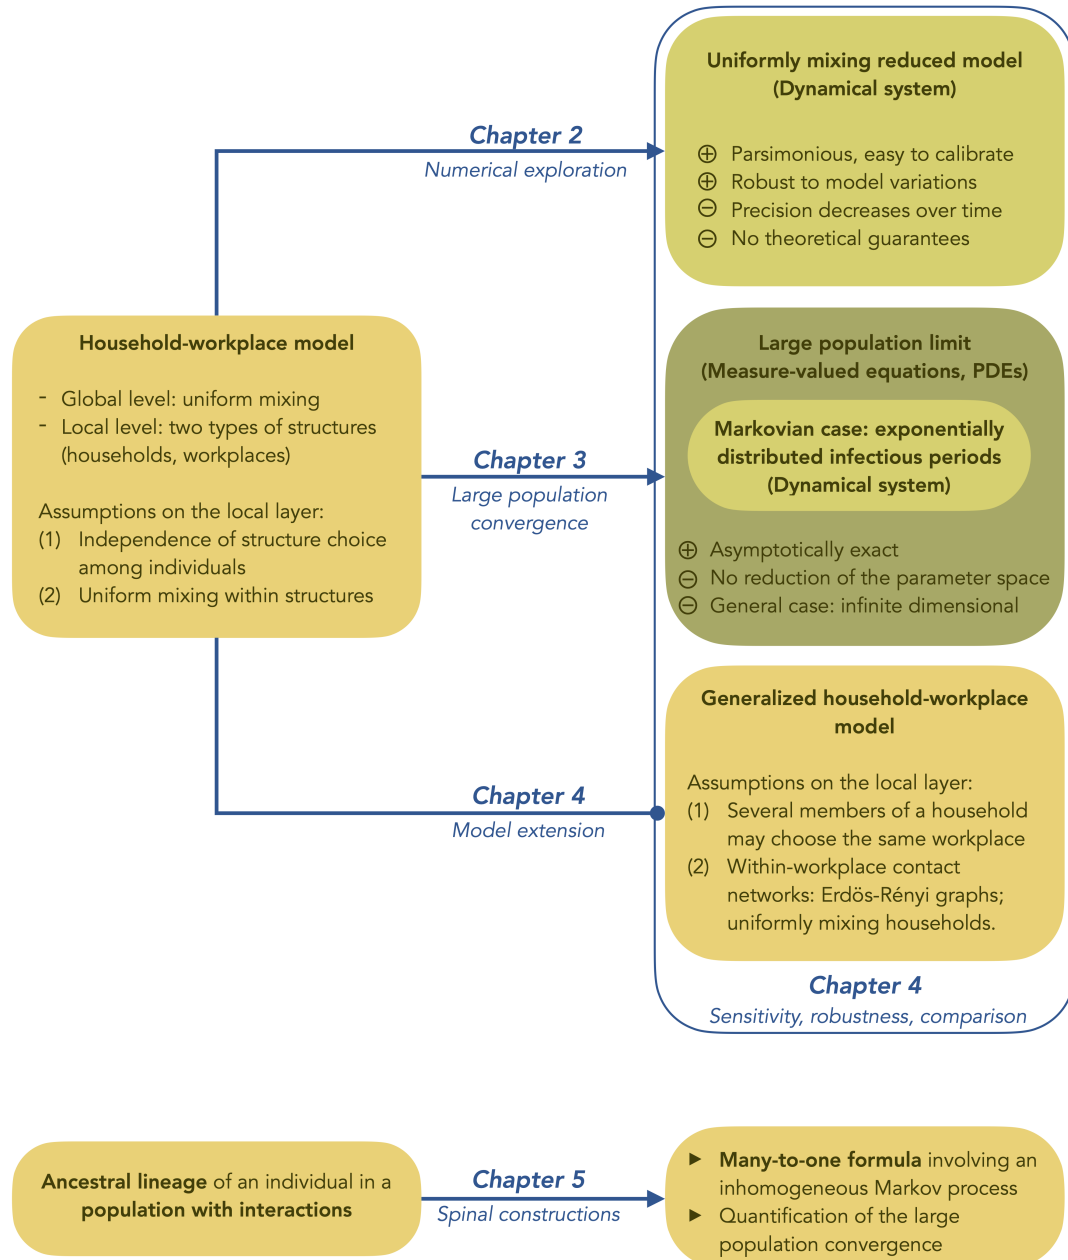 Uniformly mixing reduced model
(Dynamical system)
⊕ Parsimonious, easy to calibrate
⊕ Robust to model variations
⊖ Precision decreases over time
⊖ No theoretical guarantees
Chapter 2
Numerical exploration
Household-workplace model
- Global level: uniform mixing
- Local level: two types of structures
(households, workplaces)
Assumptions on the local layer:
(1) Independence of structure choice
among individuals
(2) Uniform mixing within structures
Chapter 3
Large population
convergence
Large population limit
(Measure-valued equations, PDEs)
Markovian case: exponentially
distributed infectious periods
(Dynamical system)
⊕ Asymptotically exact
⊖ No reduction of the parameter space
⊖ General case: infinite dimensional
Chapter 4
Model extension
Generalized household-workplace
model
Assumptions on the local layer:
(1) Several members of a household
may choose the same workplace
(2) Within-workplace contact
networks: Erdös-Rényi graphs;
uniformly mixing households.
Chapter 4
Sensitivity, robustness, comparison
Ancestral lineage of an individual in a
population with interactions
Chapter 5
Spinal constructions
► Many-to-one formula involving an
inhomogeneous Markov process
► Quantification of the large
population convergence